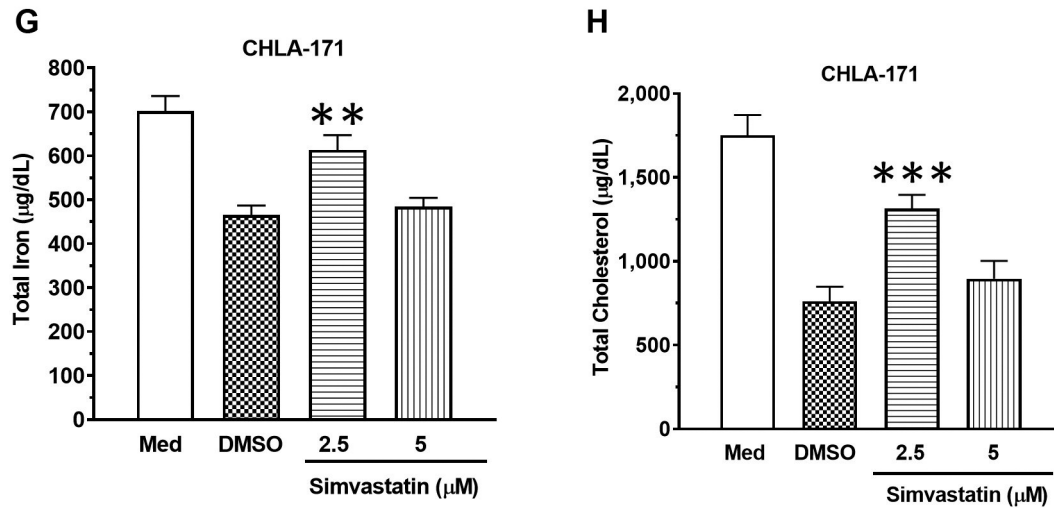 G
CHLA-171
Total Iron (μg/dL)
800
700
600
500
400
300
200
100
0
**
Med DMSO 2.5 5
Simvastatin (μM)
H
CHLA-171
Total Cholesterol (μg/dL)
2,000
1,500
1,000
500
0
***
Med DMSO 2.5 5
Simvastatin (μM)